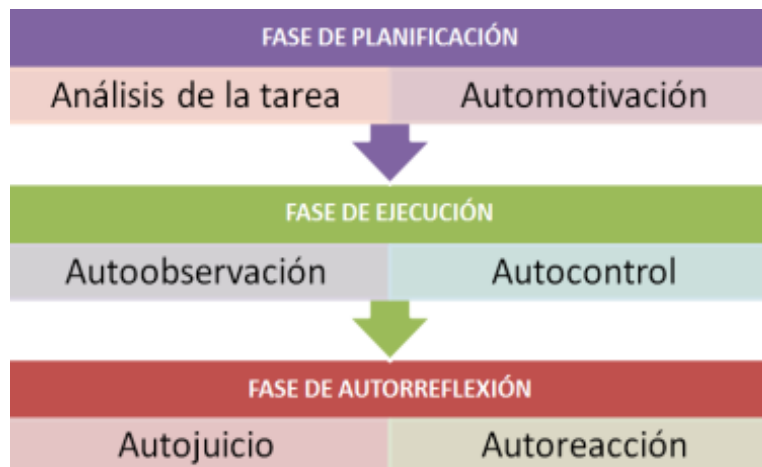 FASE DE PLANIFICACIÓN
Análisis de la tarea
Automotivación
FASE DE EJECUCIÓN
Autoobservación
Autocontrol
FASE DE AUTORREFLEXIÓN
Autojuicio
Autoreacción